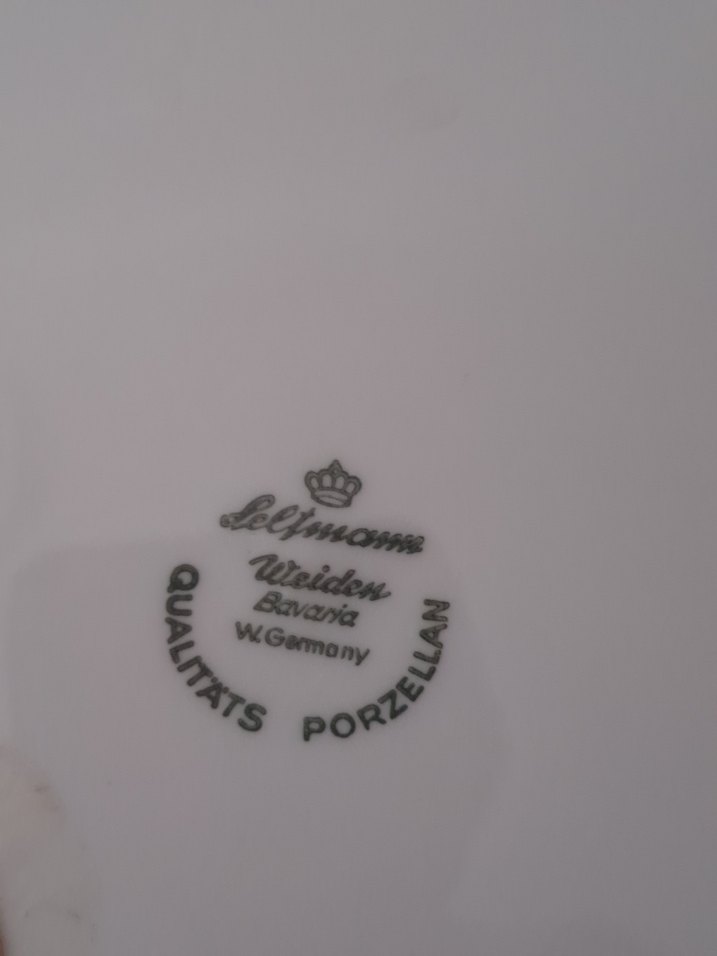 Seltmann
Weiden
Bavaria
W.Germany
QUALITÄTS PORZELLAN